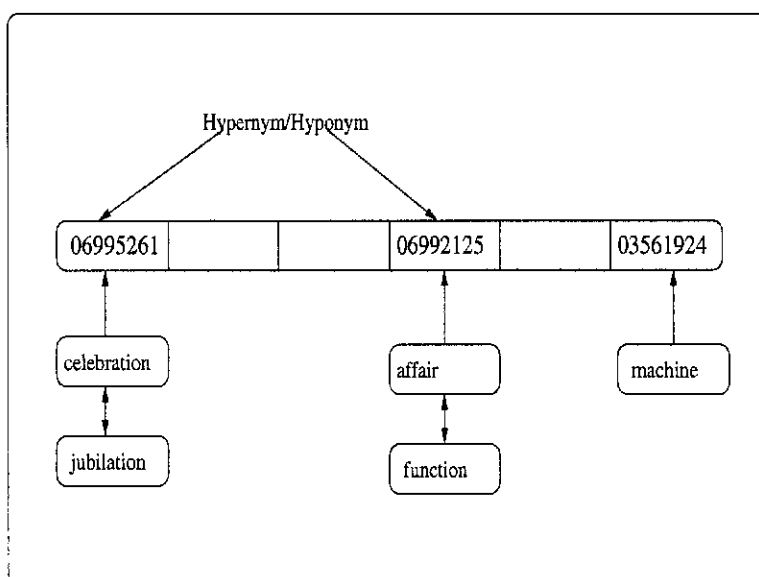 Hypernym/Hyponym
06995261 06992125 03561924
celebration affair machine
jubilation function